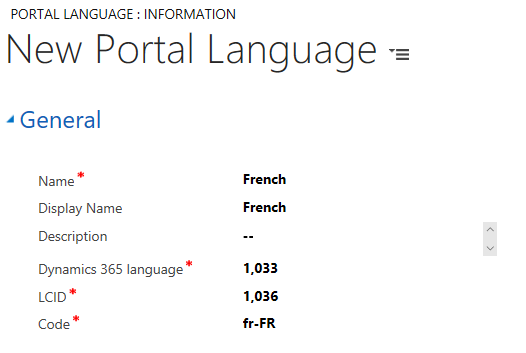 PORTAL LANGUAGE : INFORMATION
New Portal Language
General
Name* French
Display Name French
Description --
Dynamics 365 language* 1,033
LCID* 1,036
Code* fr-FR